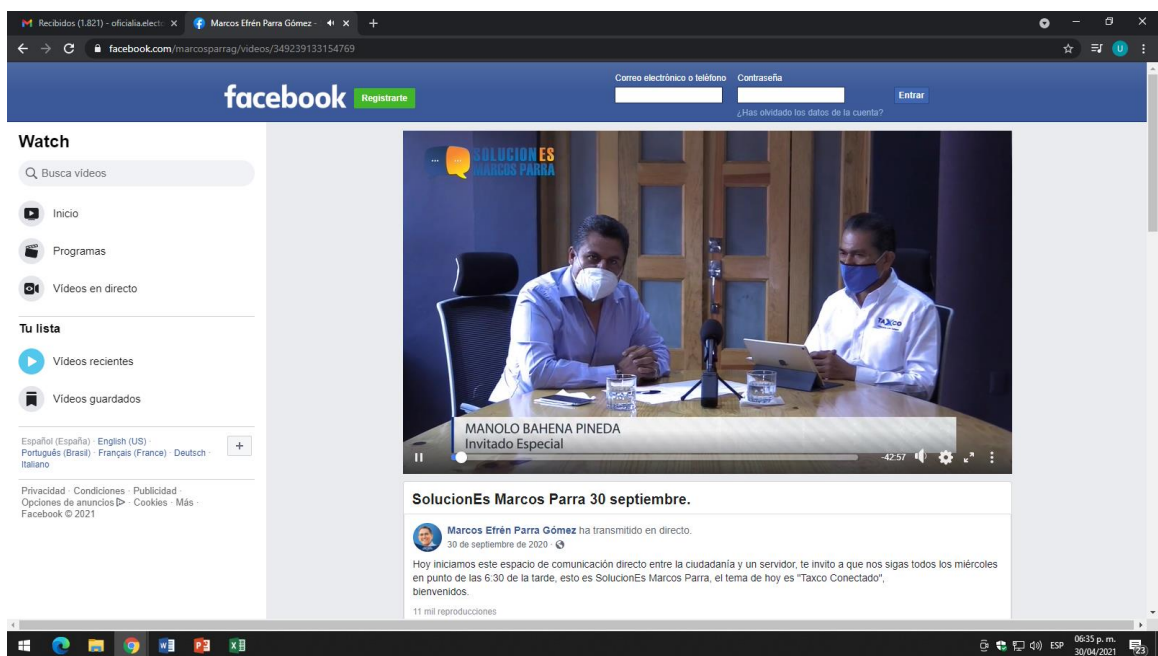 Recibidos (1.821) - oficialia.elect
Marcos Efrén Parra Gómez -
facebook.com/marcosparrag/videos/349239133154769
facebook
Registrarte
Correo electrónico o teléfono
Contraseña
Entrar
¿Has olvidado los datos de la cuenta?
Watch
Busca vídeos
Inicio
Programas
Vídeos en directo
Tu lista
Vídeos recientes
Vídeos guardados
Español (España) · English (US) ·
Português (Brasil) · Français (France) · Deutsch ·
Italiano
Privacidad · Condiciones · Publicidad ·
Opciones de anuncios · Cookies · Más ·
Facebook © 2021
SOLUCIONES
MARCOS PARRA
TAXCO
MANOLO BAHENA PINEDA
Invitado Especial
-42:57
SolucionEs Marcos Parra 30 septiembre.
Marcos Efrén Parra Gómez ha transmitido en directo.
30 de septiembre de 2020 ·
Hoy iniciamos este espacio de comunicación directo entre la ciudadanía y un servidor, te invito a que nos sigas todos los miércoles
en punto de las 6:30 de la tarde, esto es SolucionEs Marcos Parra, el tema de hoy es "Taxco Conectado",
bienvenidos.
11 mil reproducciones
ESP
06:35 p. m.
30/04/2021
23